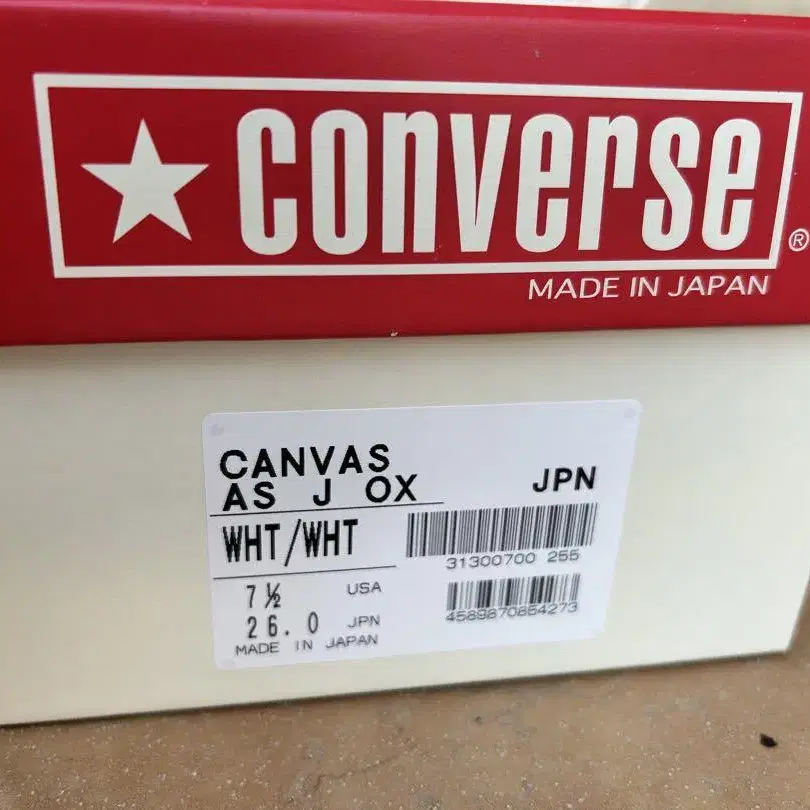 ★ converse ®
MADE IN JAPAN
CANVAS
AS J OX
JPN
WHT/WHT
31300700 255
7½ USA
26.0 JPN
4589870854273
MADE IN JAPAN